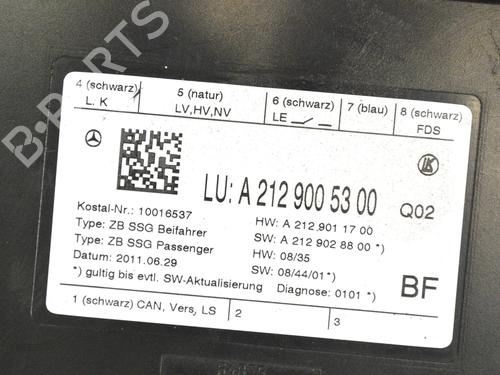 B-PARTS
4 (schwarz) 5 (natur) 6 (schwarz) 7 (blau) 8 (schwarz)
L. K LV,HV,NV LE FDS
LU: A 212 900 53 00 Q02
Kostal-Nr.: 10016537 HW: A 212 901 17 00
Type: ZB SSG Beifahrer SW: A 212 902 88 00 *)
Type: ZB SSG Passenger HW: 08/35
Date: 2011.06.29 SW: 08/44/01*) BF
*) gultig bis evtl. SW-Aktualisierung Diagnose: 0101 *)
1 (schwarz) CAN, Vers, LS 2 3